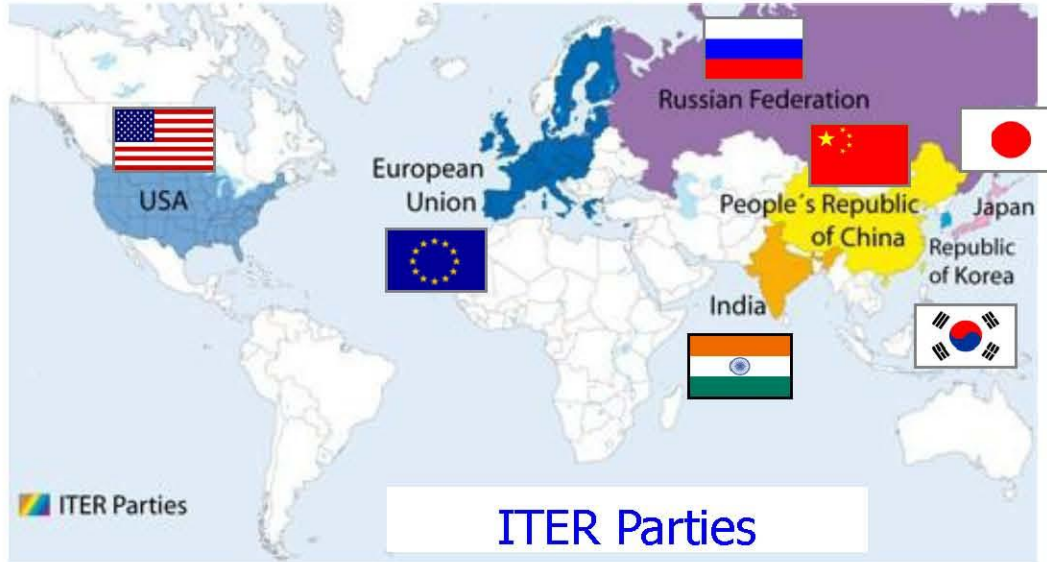 Russian Federation
European
Union
USA
People´s Republic
of China
Japan
Republic
of Korea
India
ITER Parties
ITER Parties